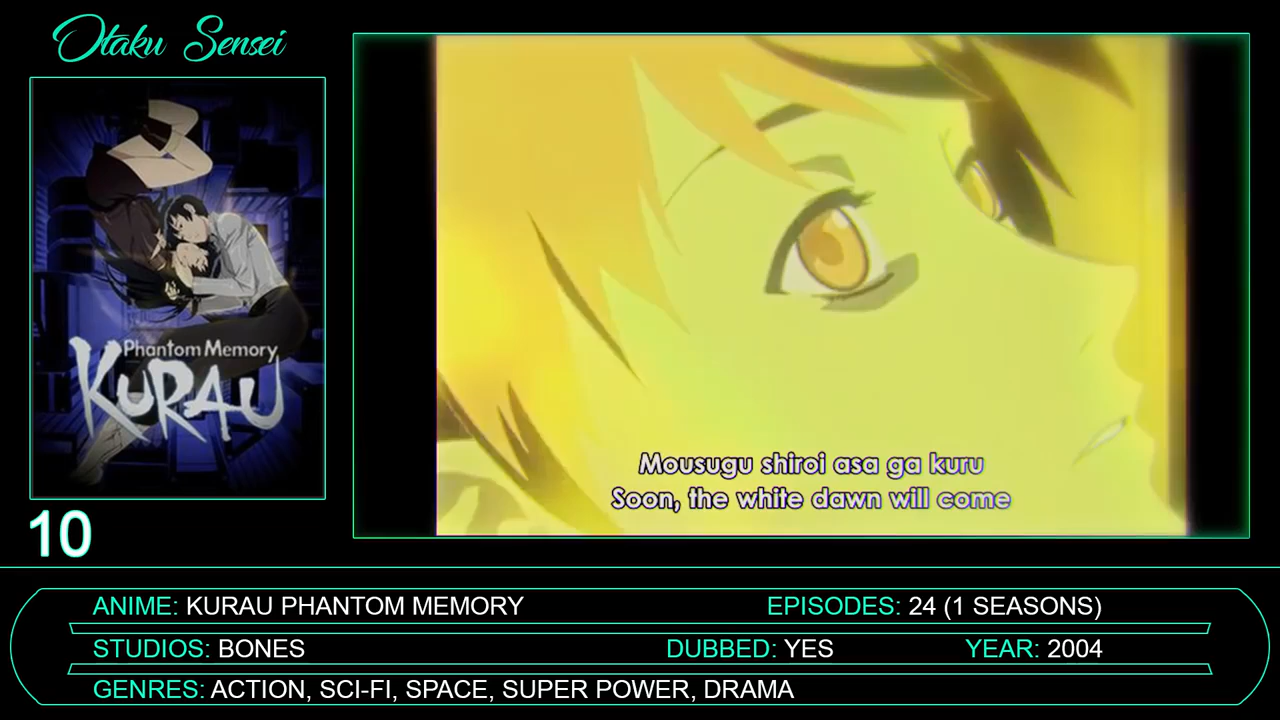 Otaku Sensei
Phantom Memory
KURAU
Mousugu shiroi asa ga kuru
Soon, the white dawn will come
10
ANIME: KURAU PHANTOM MEMORY EPISODES: 24 (1 SEASONS)
STUDIOS: BONES DUBBED: YES YEAR: 2004
GENRES: ACTION, SCI-FI, SPACE, SUPER POWER, DRAMA